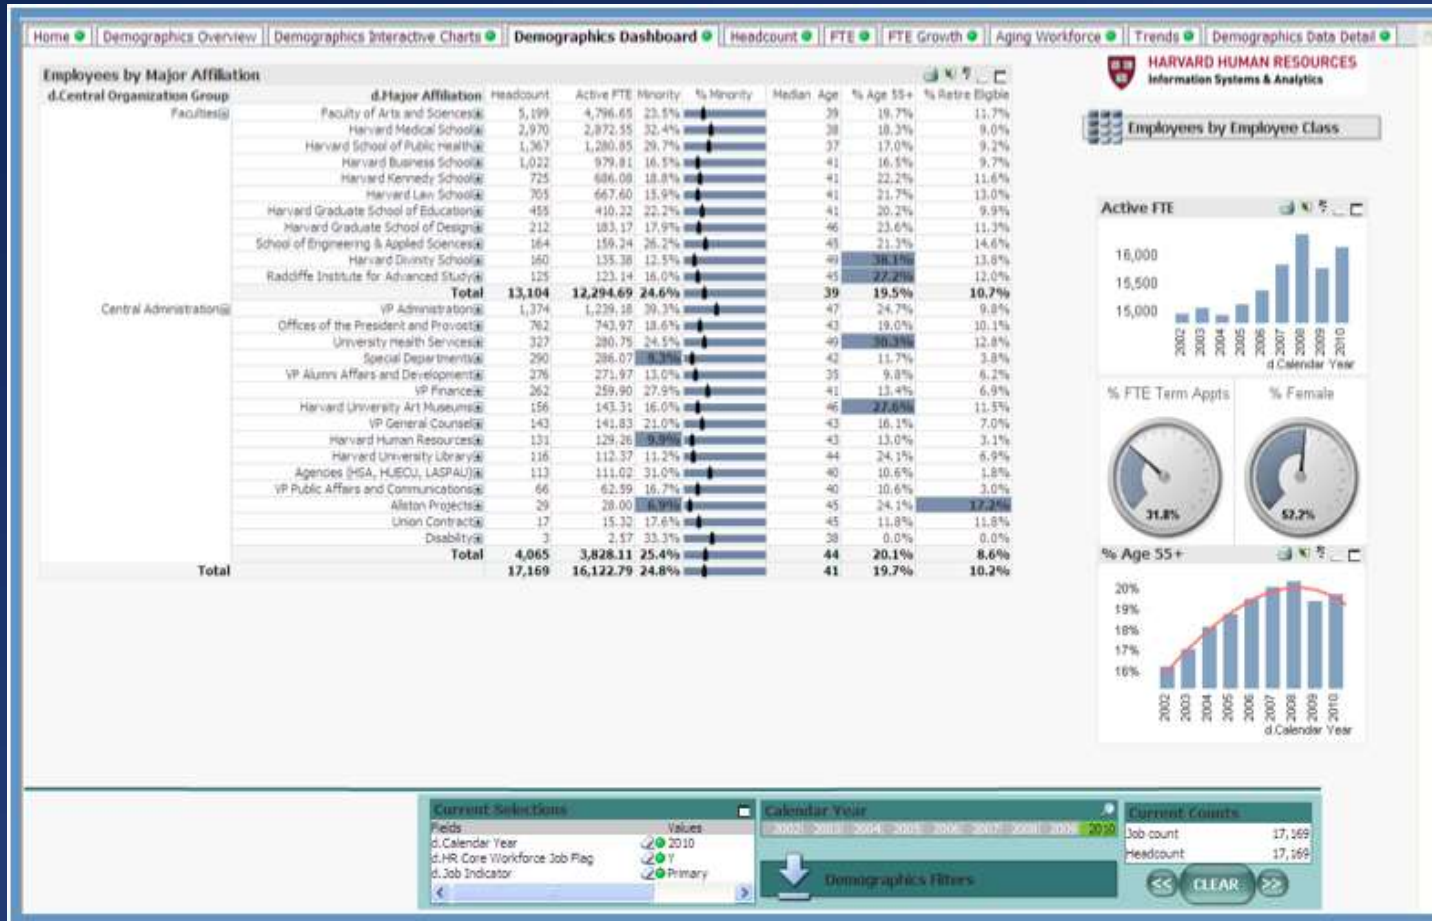 Home Demographics Overview Demographics Interactive Charts Demographics Dashboard Headcount FTE FTE Growth Aging Workforce Trends Demographics Data Detail
HARVARD HUMAN RESOURCES
Information Systems & Analytics
Employees by Employee Class
Employees by Major Affiliation
d.Central Organization Group d.Major Affiliation Headcount Active FTE Minority % Minority Median Age % Age 55+ % Retire Eligible
Faculties Faculty of Arts and Sciences 5,199 4,796.65 23.5% 39 19.7% 11.7%
Harvard Medical School 2,970 2,872.55 32.4% 38 18.3% 9.0%
Harvard School of Public Health 1,367 1,280.85 29.7% 37 17.0% 9.2%
Harvard Business School 1,022 979.81 16.5% 41 16.5% 9.7%
Harvard Kennedy School 725 686.08 18.8% 41 22.2% 11.6%
Harvard Law School 705 667.60 15.9% 41 21.7% 13.0%
Harvard Graduate School of Education 455 410.22 22.2% 41 20.2% 9.9%
Harvard Graduate School of Design 212 183.17 17.9% 46 23.6% 11.3%
School of Engineering & Applied Sciences 164 159.24 26.2% 45 21.3% 14.6%
Harvard Divinity School 160 135.38 12.5% 49 38.1% 13.8%
Radcliffe Institute for Advanced Study 125 123.14 16.0% 45 27.2% 12.0%
Total 13,104 12,294.69 24.6% 39 19.5% 10.7%
Central Administration VP Administration 1,374 1,239.18 39.3% 47 24.7% 9.8%
Offices of the President and Provost 762 743.97 18.6% 43 19.0% 10.1%
University Health Services 327 280.75 24.5% 49 30.3% 12.8%
Special Departments 290 286.07 8.3% 42 11.7% 3.8%
VP Alumni Affairs and Development 276 271.97 13.0% 35 9.8% 6.2%
VP Finance 262 259.90 27.9% 41 13.4% 6.9%
Harvard University Art Museums 156 143.31 16.0% 46 27.6% 11.5%
VP General Counsel 143 141.83 21.0% 43 16.1% 7.0%
Harvard Human Resources 131 129.26 9.9% 43 13.0% 3.1%
Harvard University Library 116 112.37 11.2% 44 24.1% 6.9%
Agencies (HSA, HUECU, LASPAU) 113 111.02 31.0% 40 10.6% 1.8%
VP Public Affairs and Communications 66 62.59 16.7% 40 10.6% 3.0%
Allston Projects 29 28.00 6.9% 45 24.1% 17.2%
Union Contract 17 15.32 17.6% 45 11.8% 11.8%
Disability 3 2.57 33.3% 38 0.0% 0.0%
Total 4,065 3,828.11 25.4% 44 20.1% 8.6%
Total 17,169 16,122.79 24.8% 41 19.7% 10.2%
Active FTE
16,000
15,500
15,000
2002 2003 2004 2005 2006 2007 2008 2009 2010
d.Calendar Year
% FTE Term Appts % Female
31.8% 52.2%
% Age 55+
20%
19%
18%
17%
16%
2002 2003 2004 2005 2006 2007 2008 2009 2010
d.Calendar Year
Current Selections
Fields Values
d.Calendar Year 2010
d.HR Core Workforce Job Flag Y
d.Job Indicator Primary
Calendar Year
2002 2003 2004 2005 2006 2007 2008 2009 2010
Demographics Filters
Current Counts
Job count 17,169
Headcount 17,169
<< CLEAR >>